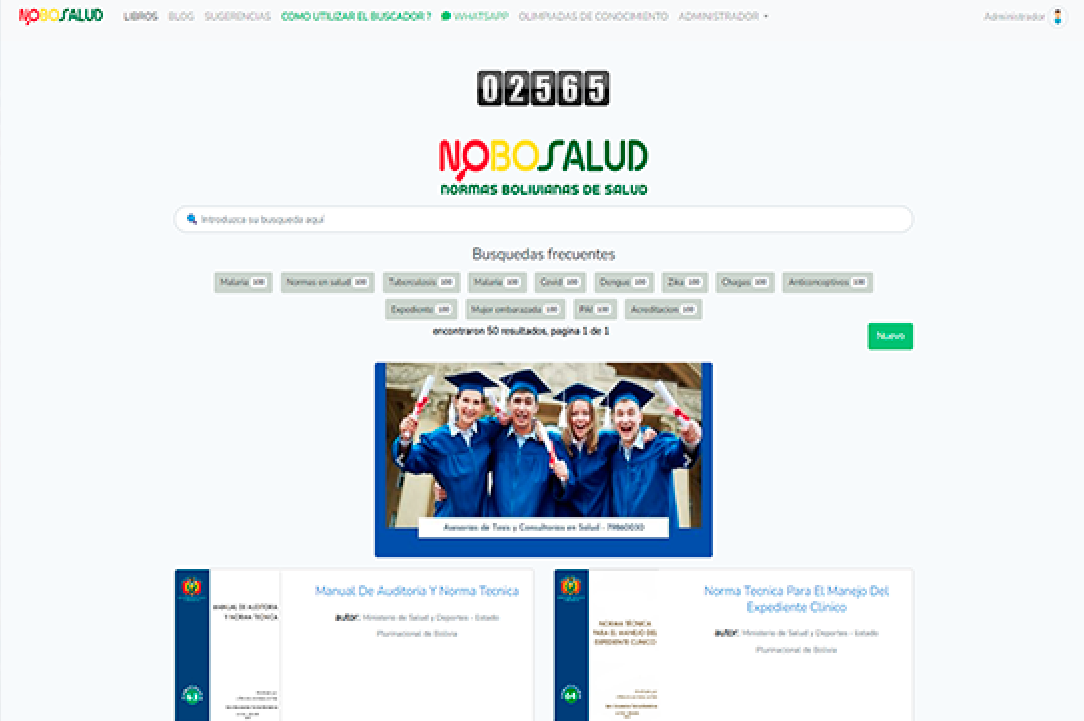 NOBOSALUD LIBROS BLOG SUGERENCIAS COMO UTILIZAR EL BUSCADOR ? WHATSAPP OLIMPIADAS DE CONOCIMIENTO ADMINISTRADOR Administrador
02565
NOBOSALUD
NORMAS BOLIVIANAS DE SALUD
Introduzca su busqueda aquí
Busquedas frecuentes
Malaria 100 Normas en salud 100 Tuberculosis 100 Malaria 100 Covid 100 Dengue 100 Zika 100 Chagas 100 Anticonceptivos 100
Expediente 100 Mujer embarazada 100 PAI 100 Acreditacion 100
encontraron 50 resultados, pagina 1 de 1
Nuevo
Asesorias de Tesis y Consultorios en Salud - 79860030
MANUAL DE AUDITORIA
Y NORMA TECNICA
Manual De Auditoria Y Norma Tecnica
autor: Ministerio de Salud y Deportes - Estado
Plurinacional de Bolivia
NORMA TÉCNICA
PARA EL MANEJO DEL
EXPEDIENTE CLINICO
Norma Tecnica Para El Manejo Del
Expediente Clinico
autor: Ministerio de Salud y Deportes - Estado
Plurinacional de Bolivia